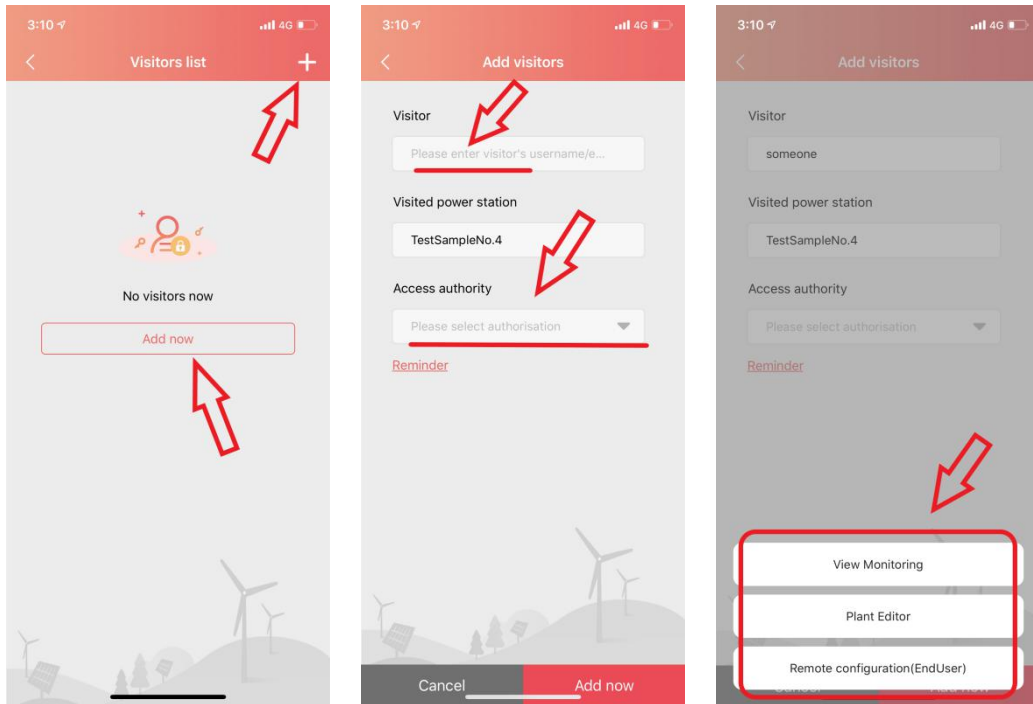 3:10
4G
Visitors list
No visitors now
Add now
3:10
4G
Add visitors
Visitor
Please enter visitor's username/e...
Visited power station
TestSampleNo.4
Access authority
Please select authorisation
Reminder
Cancel
Add now
3:10
4G
Add visitors
Visitor
someone
Visited power station
TestSampleNo.4
Access authority
Please select authorisation
Reminder
View Monitoring
Plant Editor
Remote configuration(EndUser)
Cancel
Add now